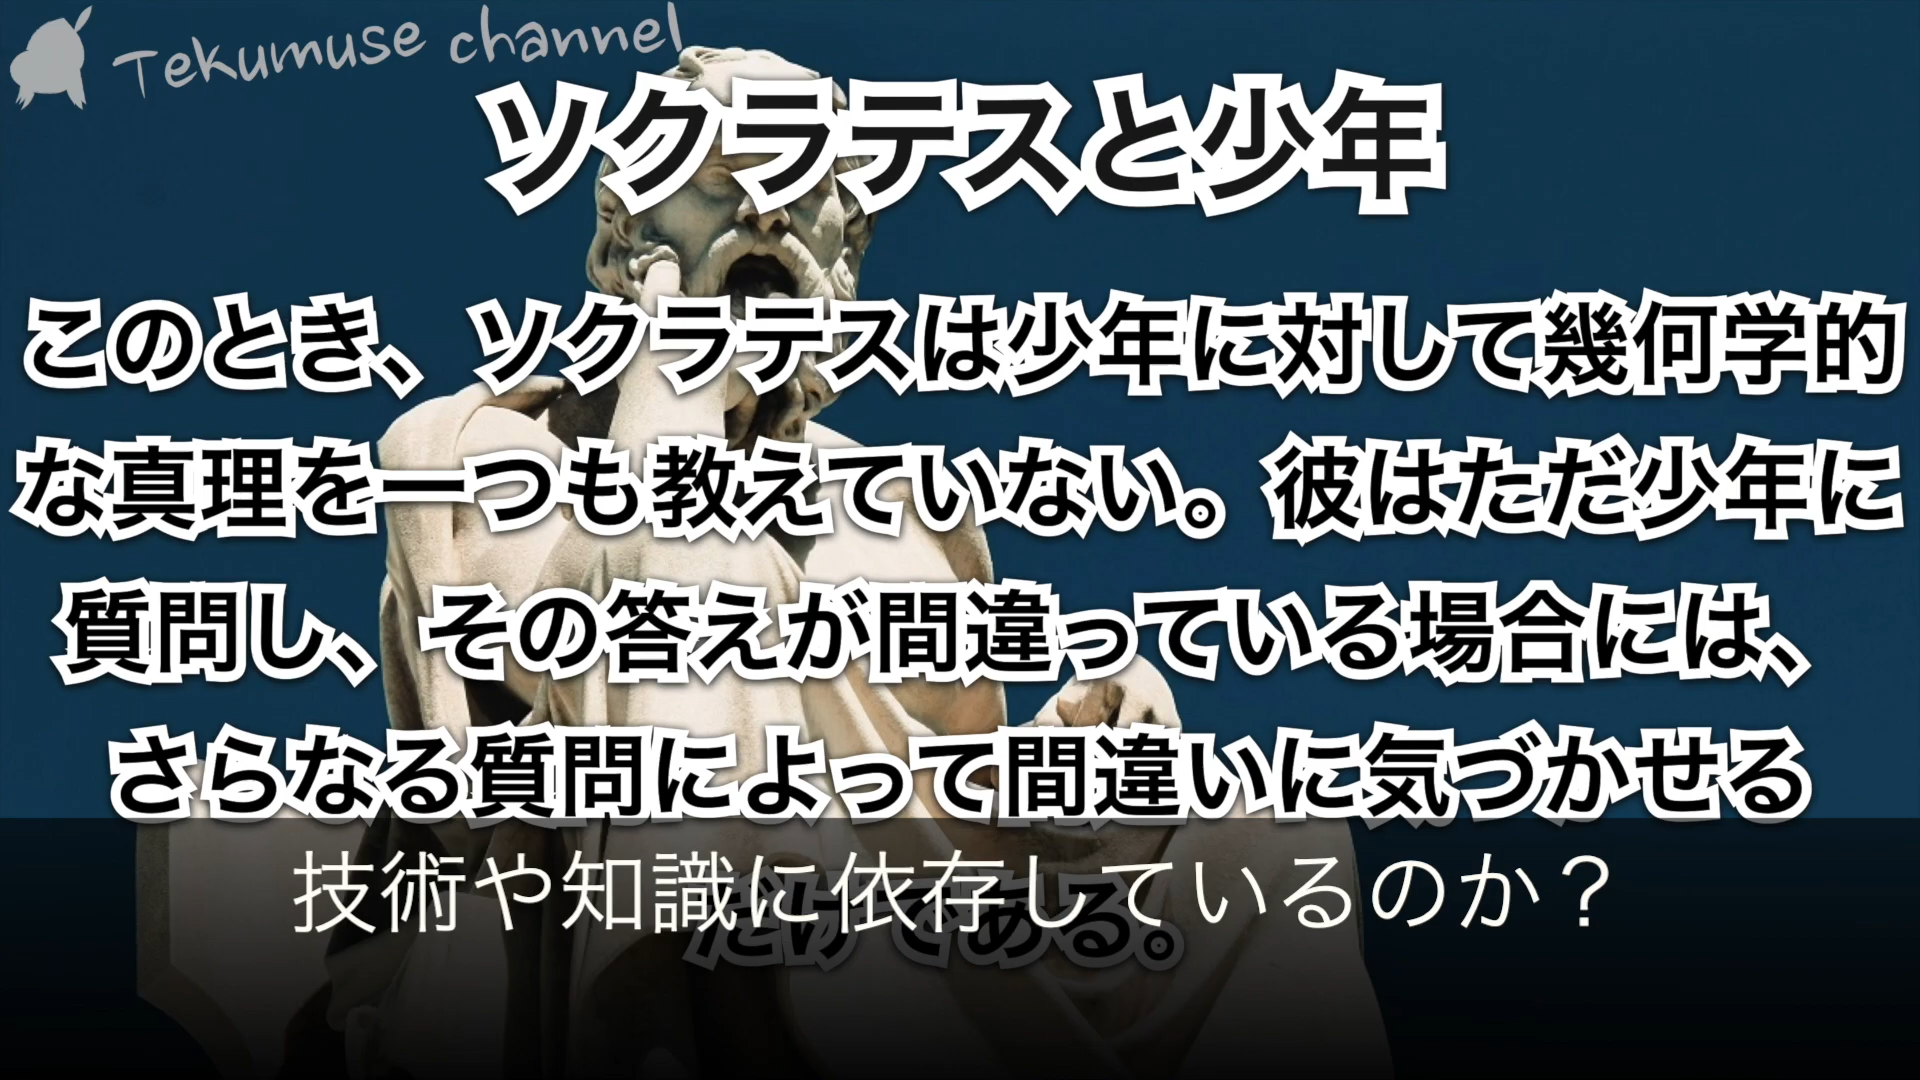 Tekumuse channel
ソクラテスと少年
このとき、ソクラテスは少年に対して幾何学的
な真理を一つも教えていない。彼はただ少年に
質問し、その答えが間違っている場合には、
さらなる質問によって間違いに気づかせる
だけである。
技術や知識に依存しているのか？